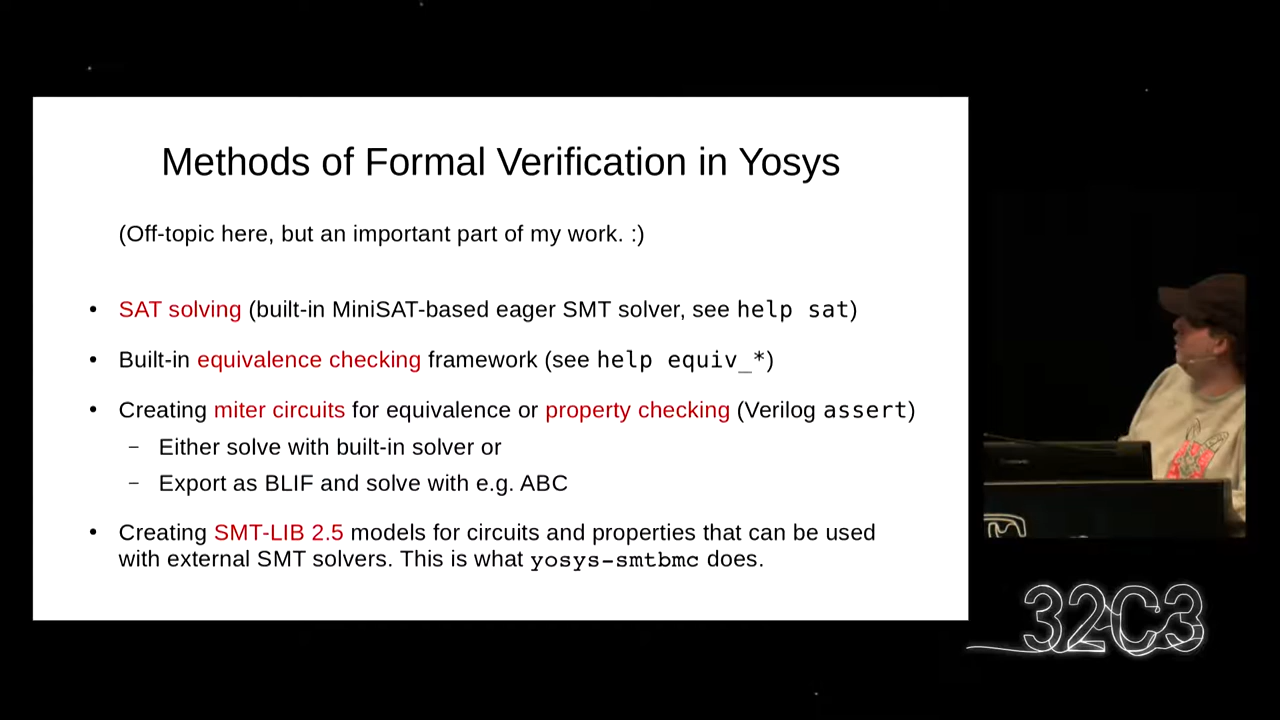 Methods of Formal Verification in Yosys
(Off-topic here, but an important part of my work. :)
• SAT solving (built-in MiniSAT-based eager SMT solver, see help sat)
• Built-in equivalence checking framework (see help equiv_*)
• Creating miter circuits for equivalence or property checking (Verilog assert)
– Either solve with built-in solver or
– Export as BLIF and solve with e.g. ABC
• Creating SMT-LIB 2.5 models for circuits and properties that can be used
with external SMT solvers. This is what yosys-smtbmc does.
32C3